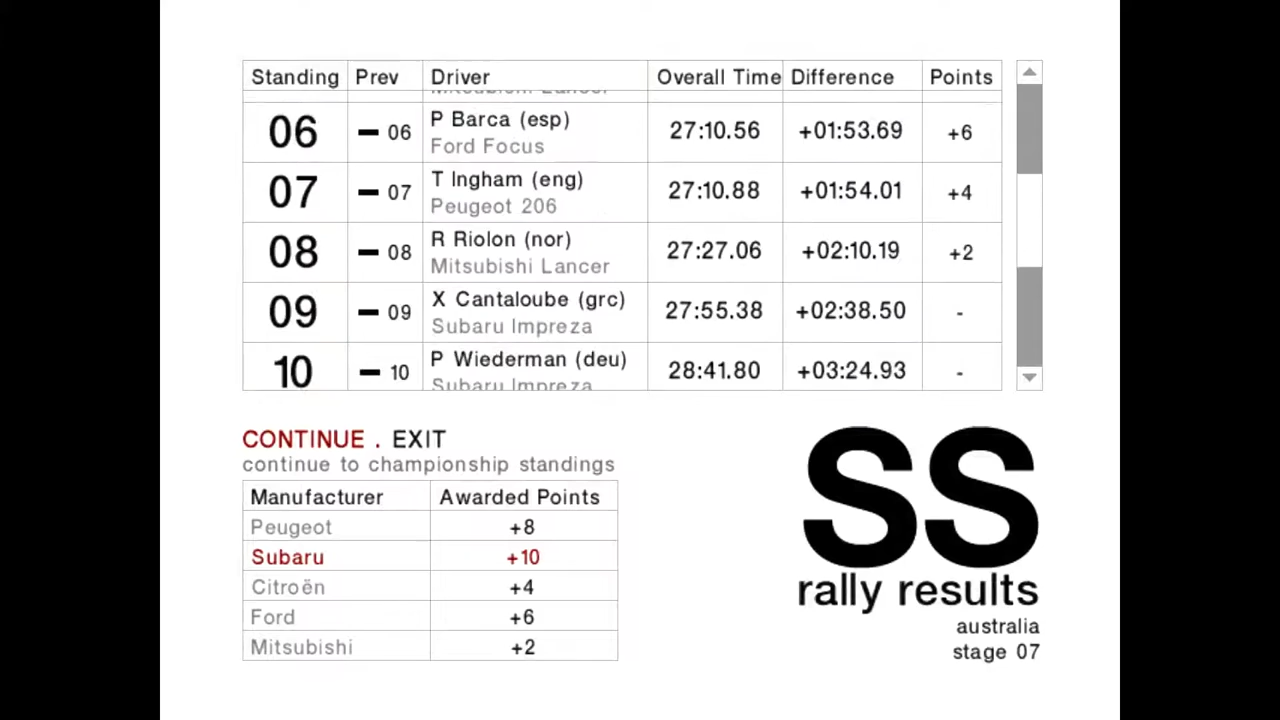 Standing Prev Driver Overall Time Difference Points
Mitsubishi Lancer
06 - 06 P Barca (esp) 27:10.56 +01:53.69 +6
Ford Focus
07 - 07 T Ingham (eng) 27:10.88 +01:54.01 +4
Peugeot 206
08 - 08 R Riolon (nor) 27:27.06 +02:10.19 +2
Mitsubishi Lancer
09 - 09 X Cantaloube (grc) 27:55.38 +02:38.50 -
Subaru Impreza
10 - 10 P Wiederman (deu) 28:41.80 +03:24.93 -
Subaru Impreza
CONTINUE . EXIT
continue to championship standings
Manufacturer Awarded Points
Peugeot +8
Subaru +10
Citroën +4
Ford +6
Mitsubishi +2
SS
rally results
australia
stage 07